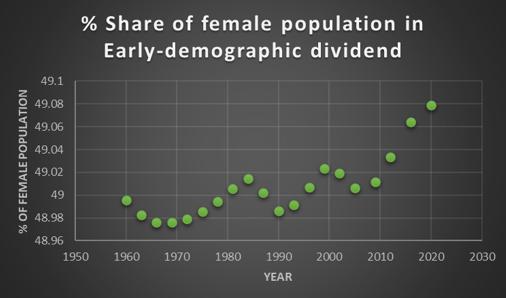 % Share of female population in
Early-demographic dividend
% OF FEMALE POPULATION
49.1
49.08
49.06
49.04
49.02
49
48.98
48.96
1950 1960 1970 1980 1990 2000 2010 2020 2030
YEAR